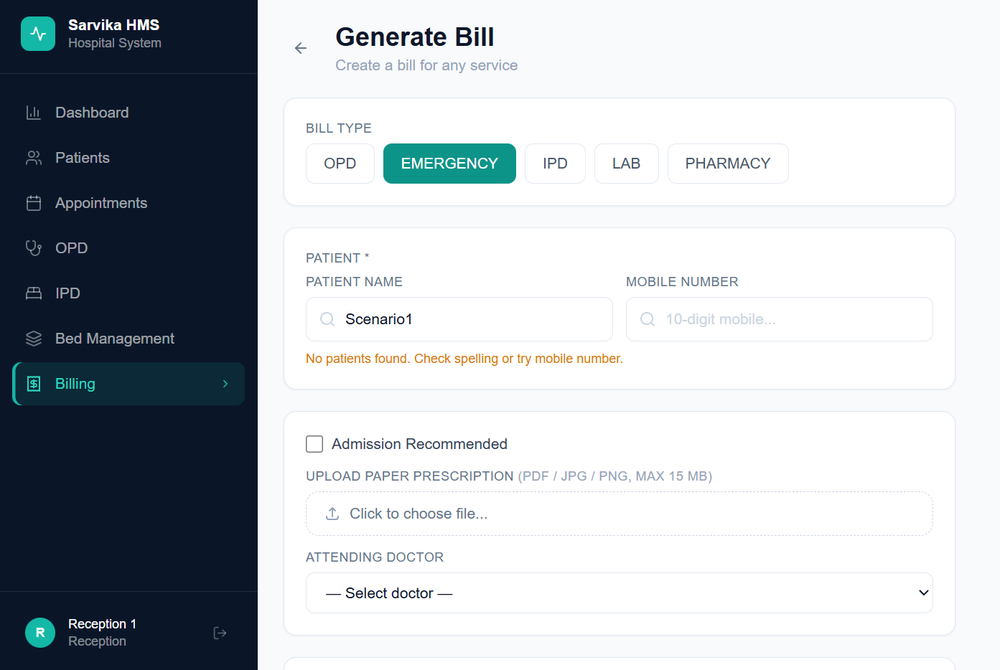 Sarvika HMS
Hospital System
Dashboard
Patients
Appointments
OPD
IPD
Bed Management
Billing
R
Reception 1
Reception
Generate Bill
Create a bill for any service
BILL TYPE
OPD EMERGENCY IPD LAB PHARMACY
PATIENT *
PATIENT NAME MOBILE NUMBER
Scenario1 10-digit mobile...
No patients found. Check spelling or try mobile number.
Admission Recommended
UPLOAD PAPER PRESCRIPTION (PDF / JPG / PNG, MAX 15 MB)
Click to choose file...
ATTENDING DOCTOR
— Select doctor —